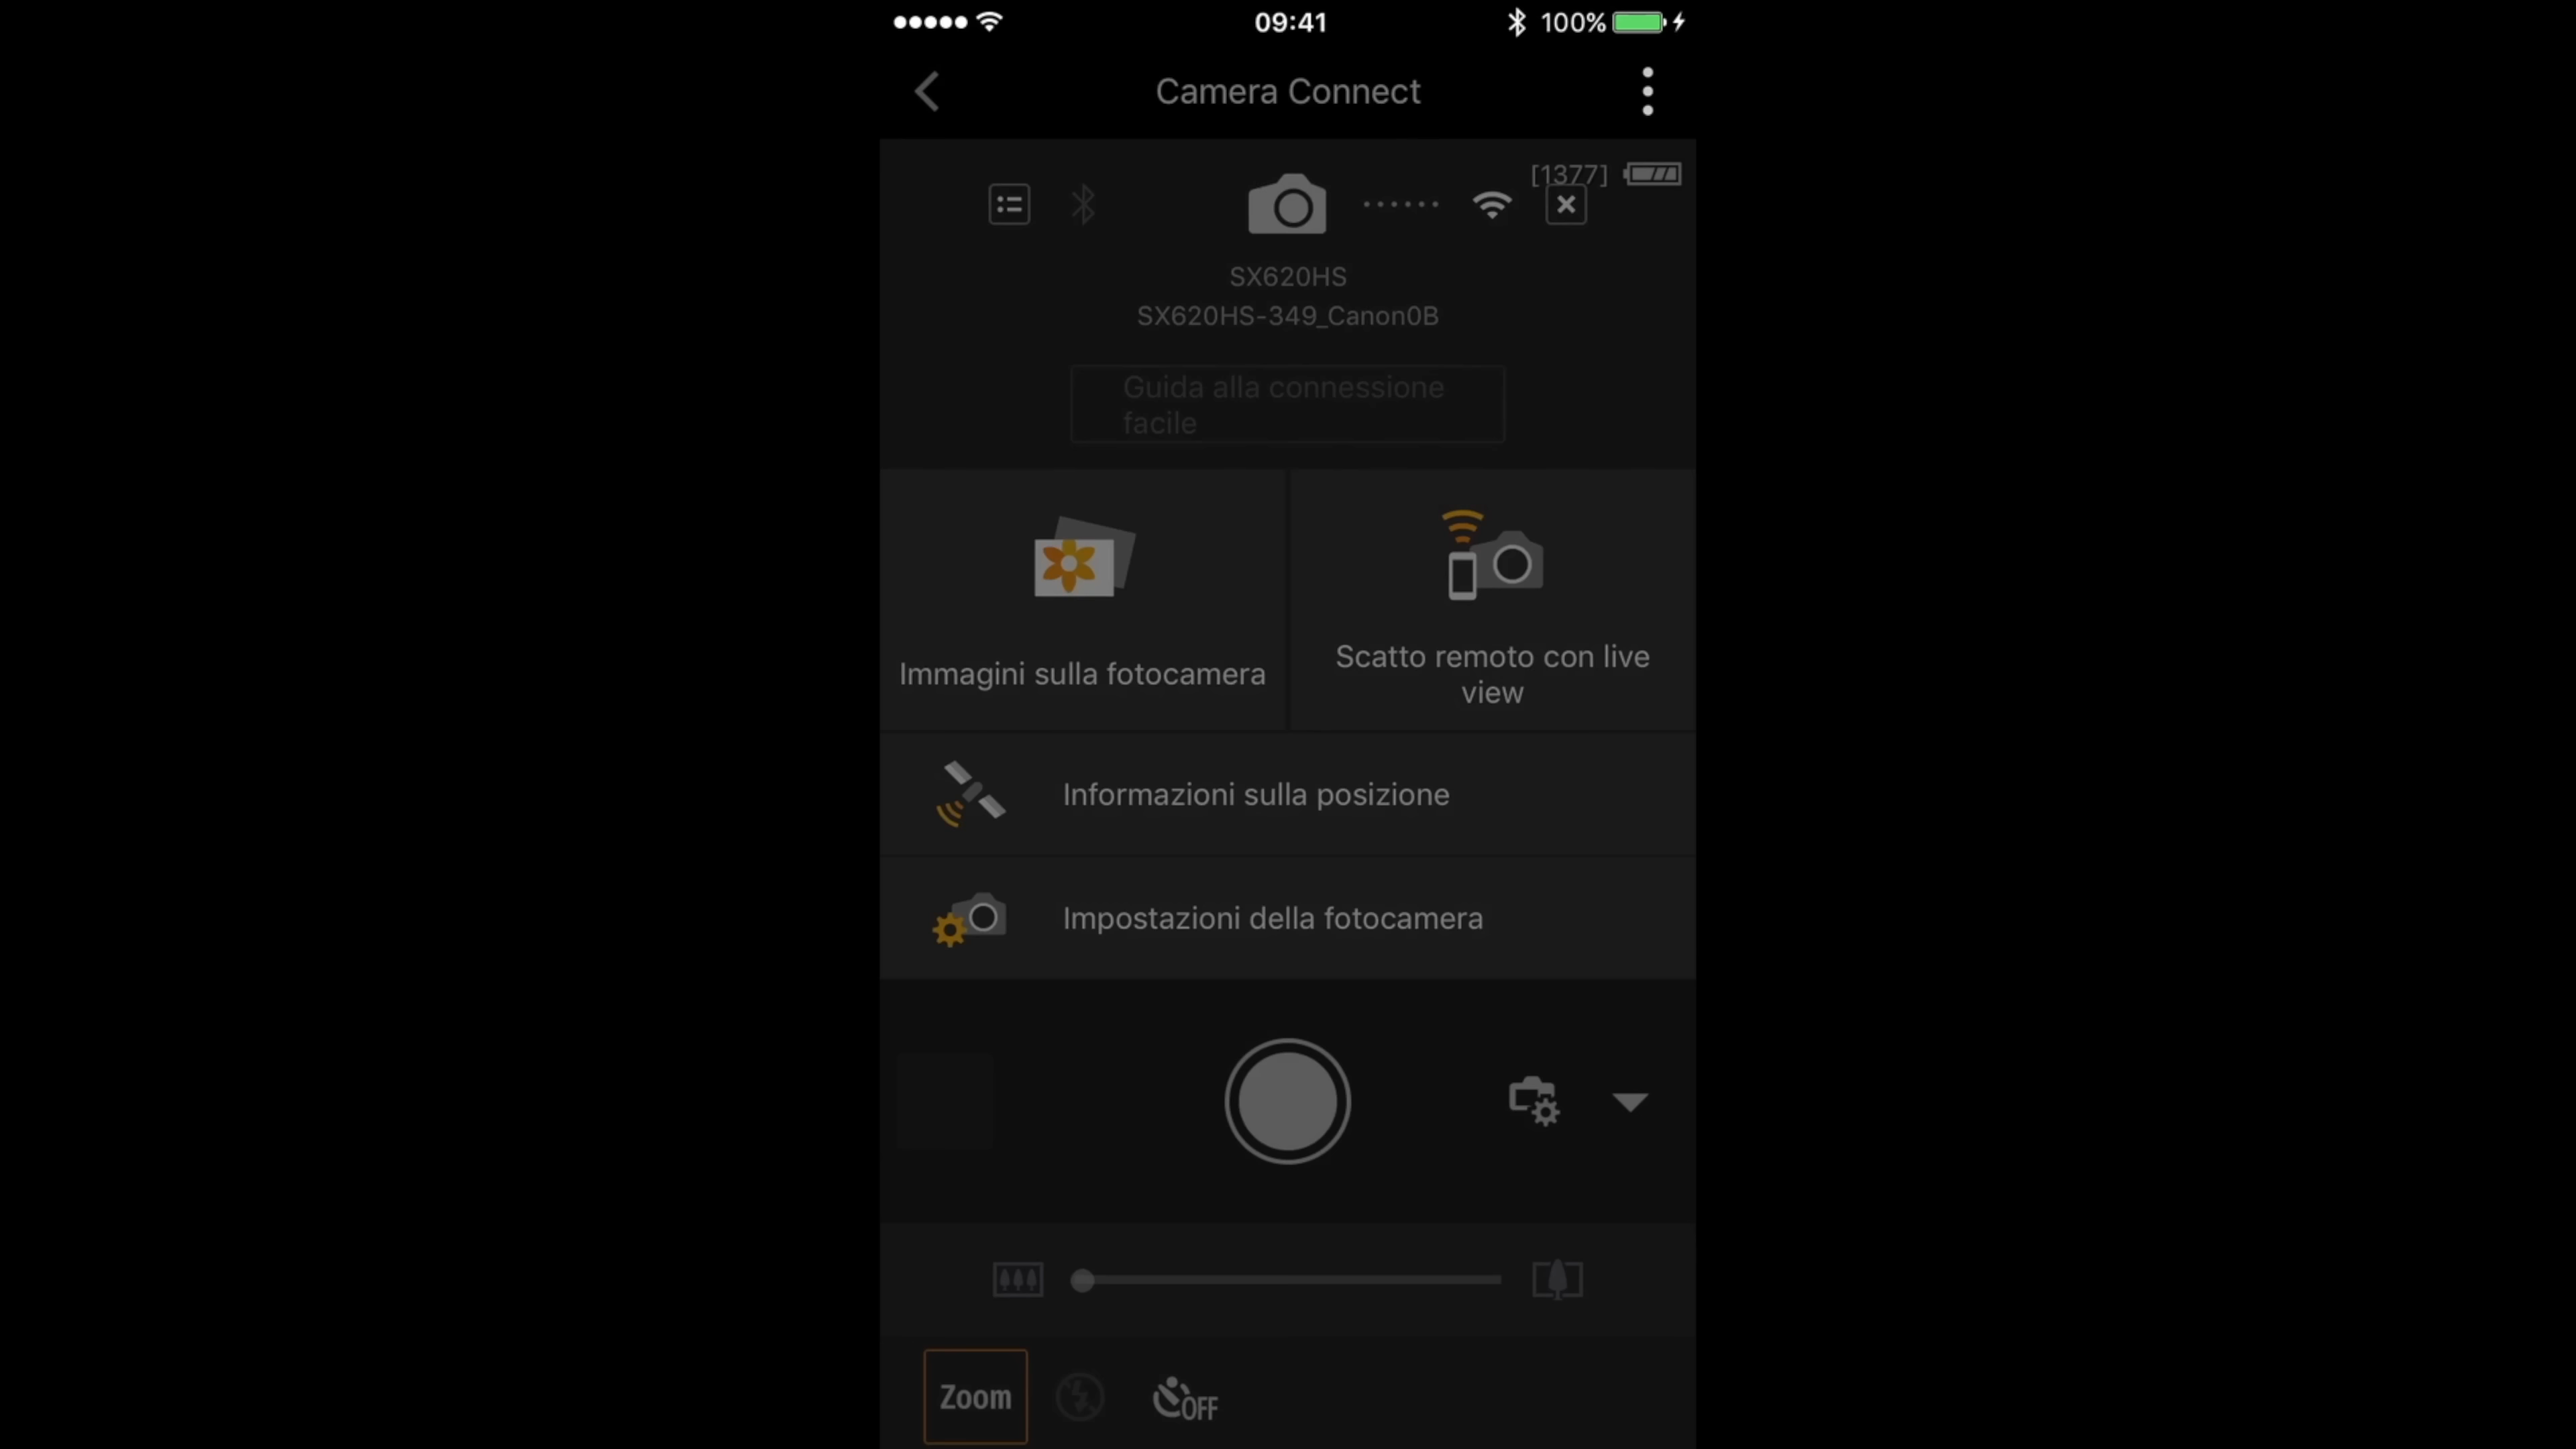 09:41
100%
Camera Connect
[1377]
SX620HS
SX620HS-349_Canon0B
Guida alla connessione
facile
Immagini sulla fotocamera
Scatto remoto con live
view
Informazioni sulla posizione
Impostazioni della fotocamera
Zoom
OFF